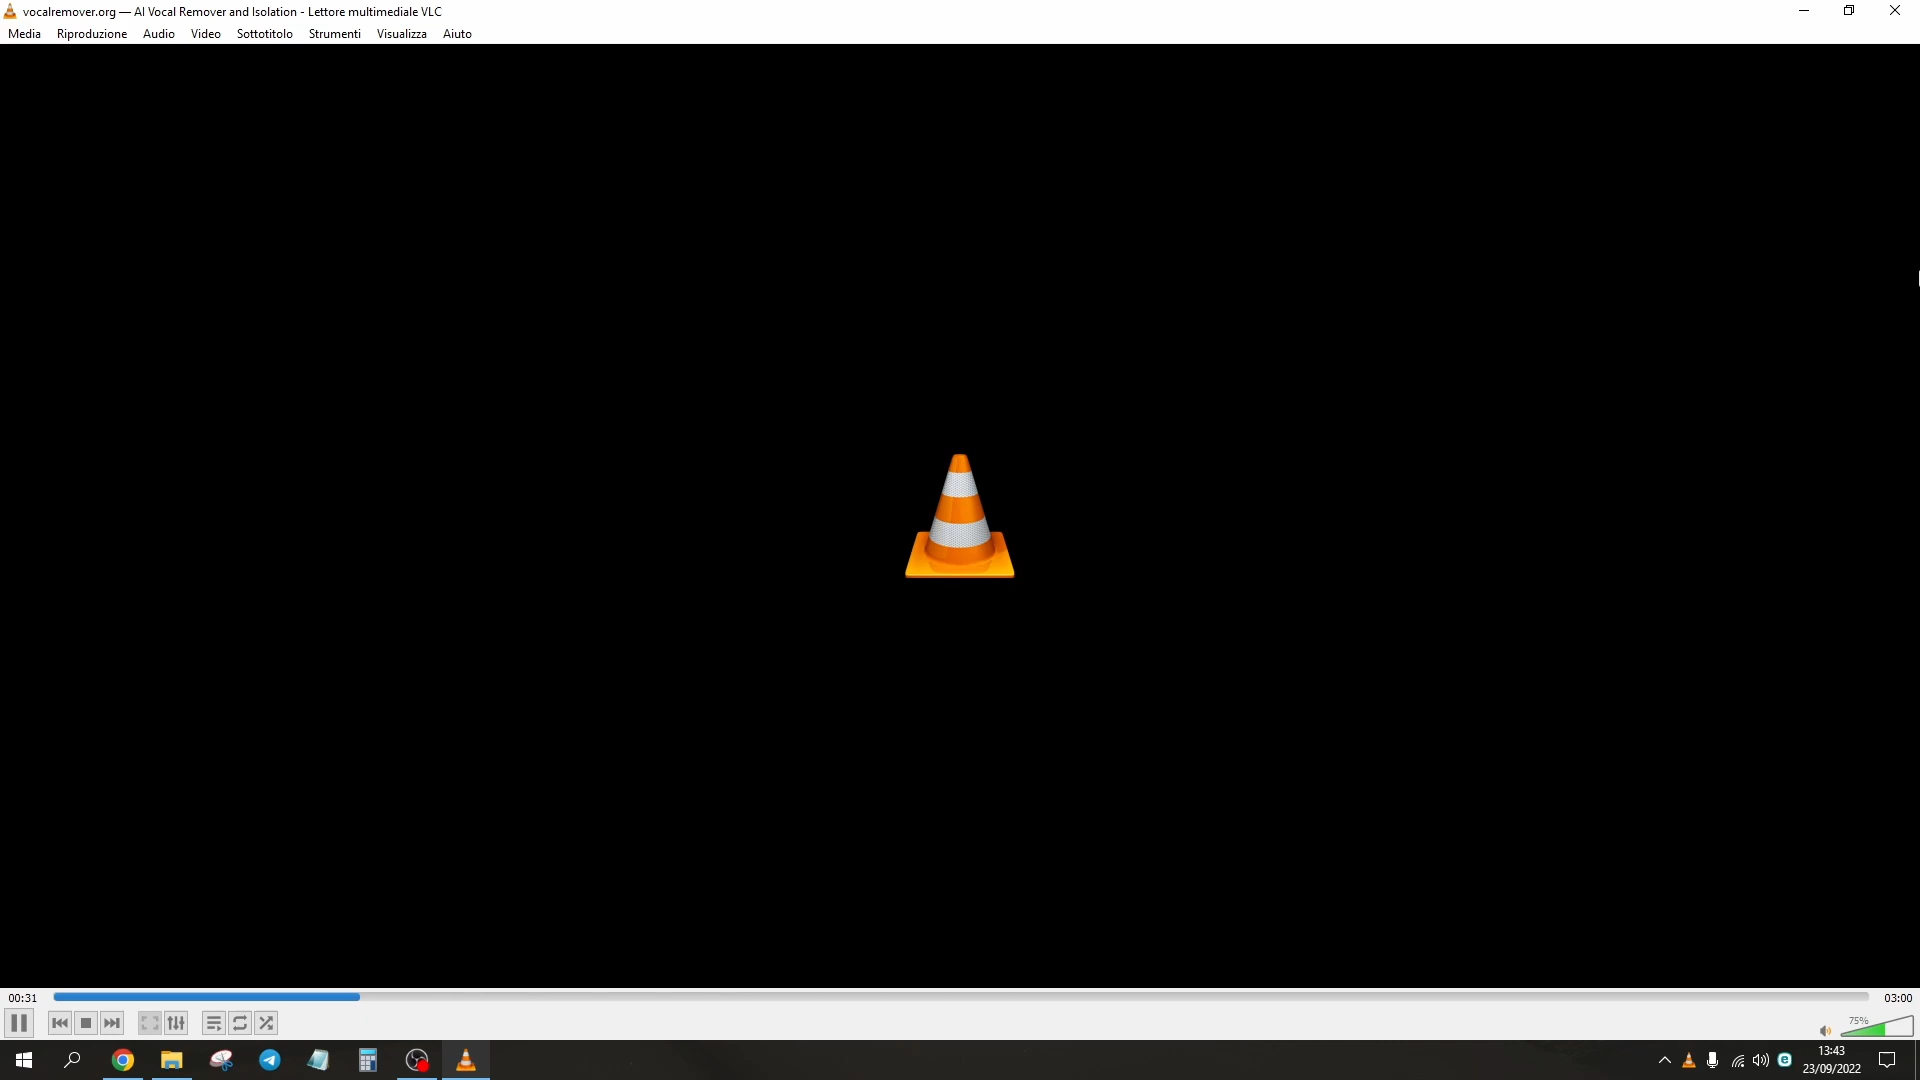 vocalremover.org — AI Vocal Remover and Isolation - Lettore multimediale VLC
Media Riproduzione Audio Video Sottotitolo Strumenti Visualizza Aiuto
00:31 03:00
75%
13:43
23/09/2022